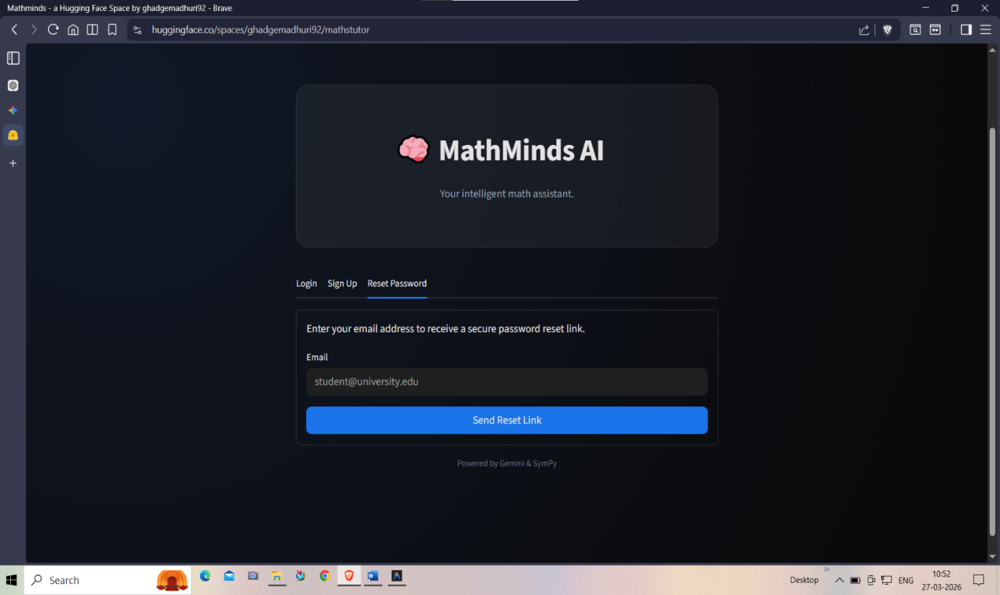 Mathminds - a Hugging Face Space by ghadgemadhuri92 - Brave
huggingface.co/spaces/ghadgemadhuri92/mathstutor
MathMinds AI
Your intelligent math assistant.
Login Sign Up Reset Password
Enter your email address to receive a secure password reset link.
Email
student@university.edu
Send Reset Link
Powered by Gemini & SymPy
Search
Desktop
ENG
10:52
27-03-2026